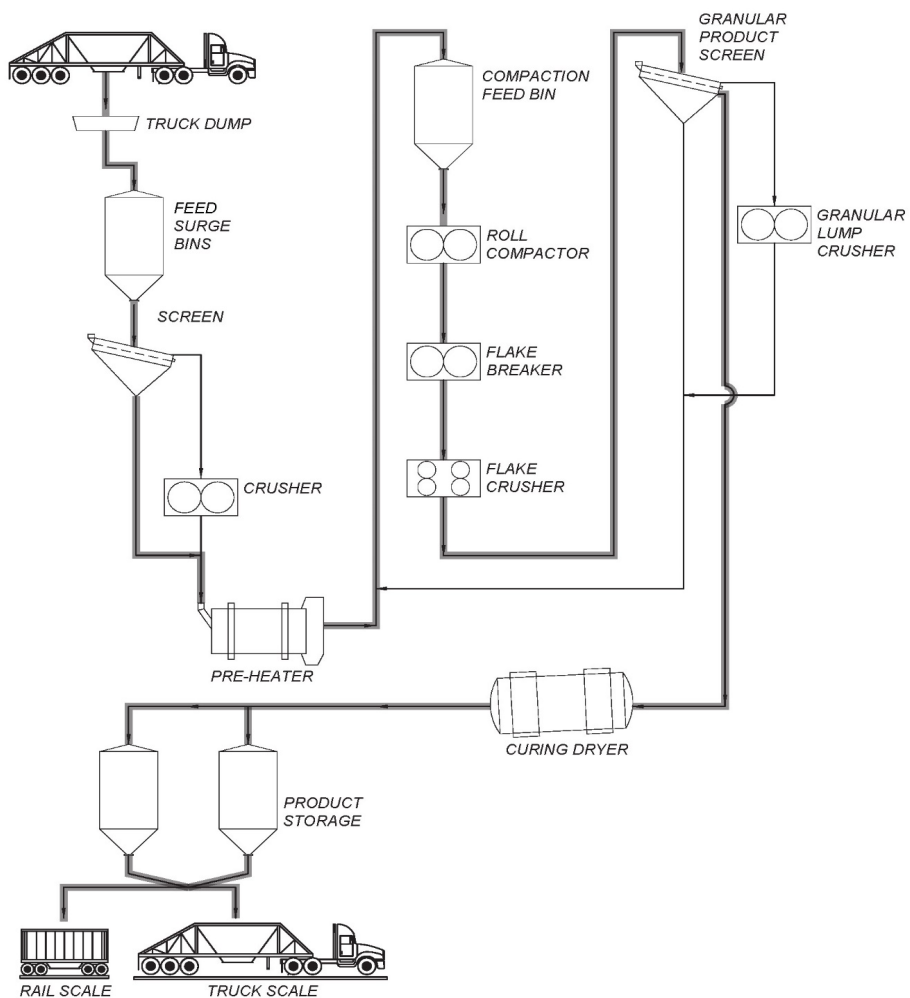 GRANULAR
PRODUCT
SCREEN
COMPACTION
FEED BIN
TRUCK DUMP
FEED
SURGE
BINS
ROLL
COMPACTOR
GRANULAR
LUMP
CRUSHER
SCREEN
FLAKE
BREAKER
CRUSHER
FLAKE
CRUSHER
PRE-HEATER
CURING DRYER
PRODUCT
STORAGE
RAIL SCALE
TRUCK SCALE